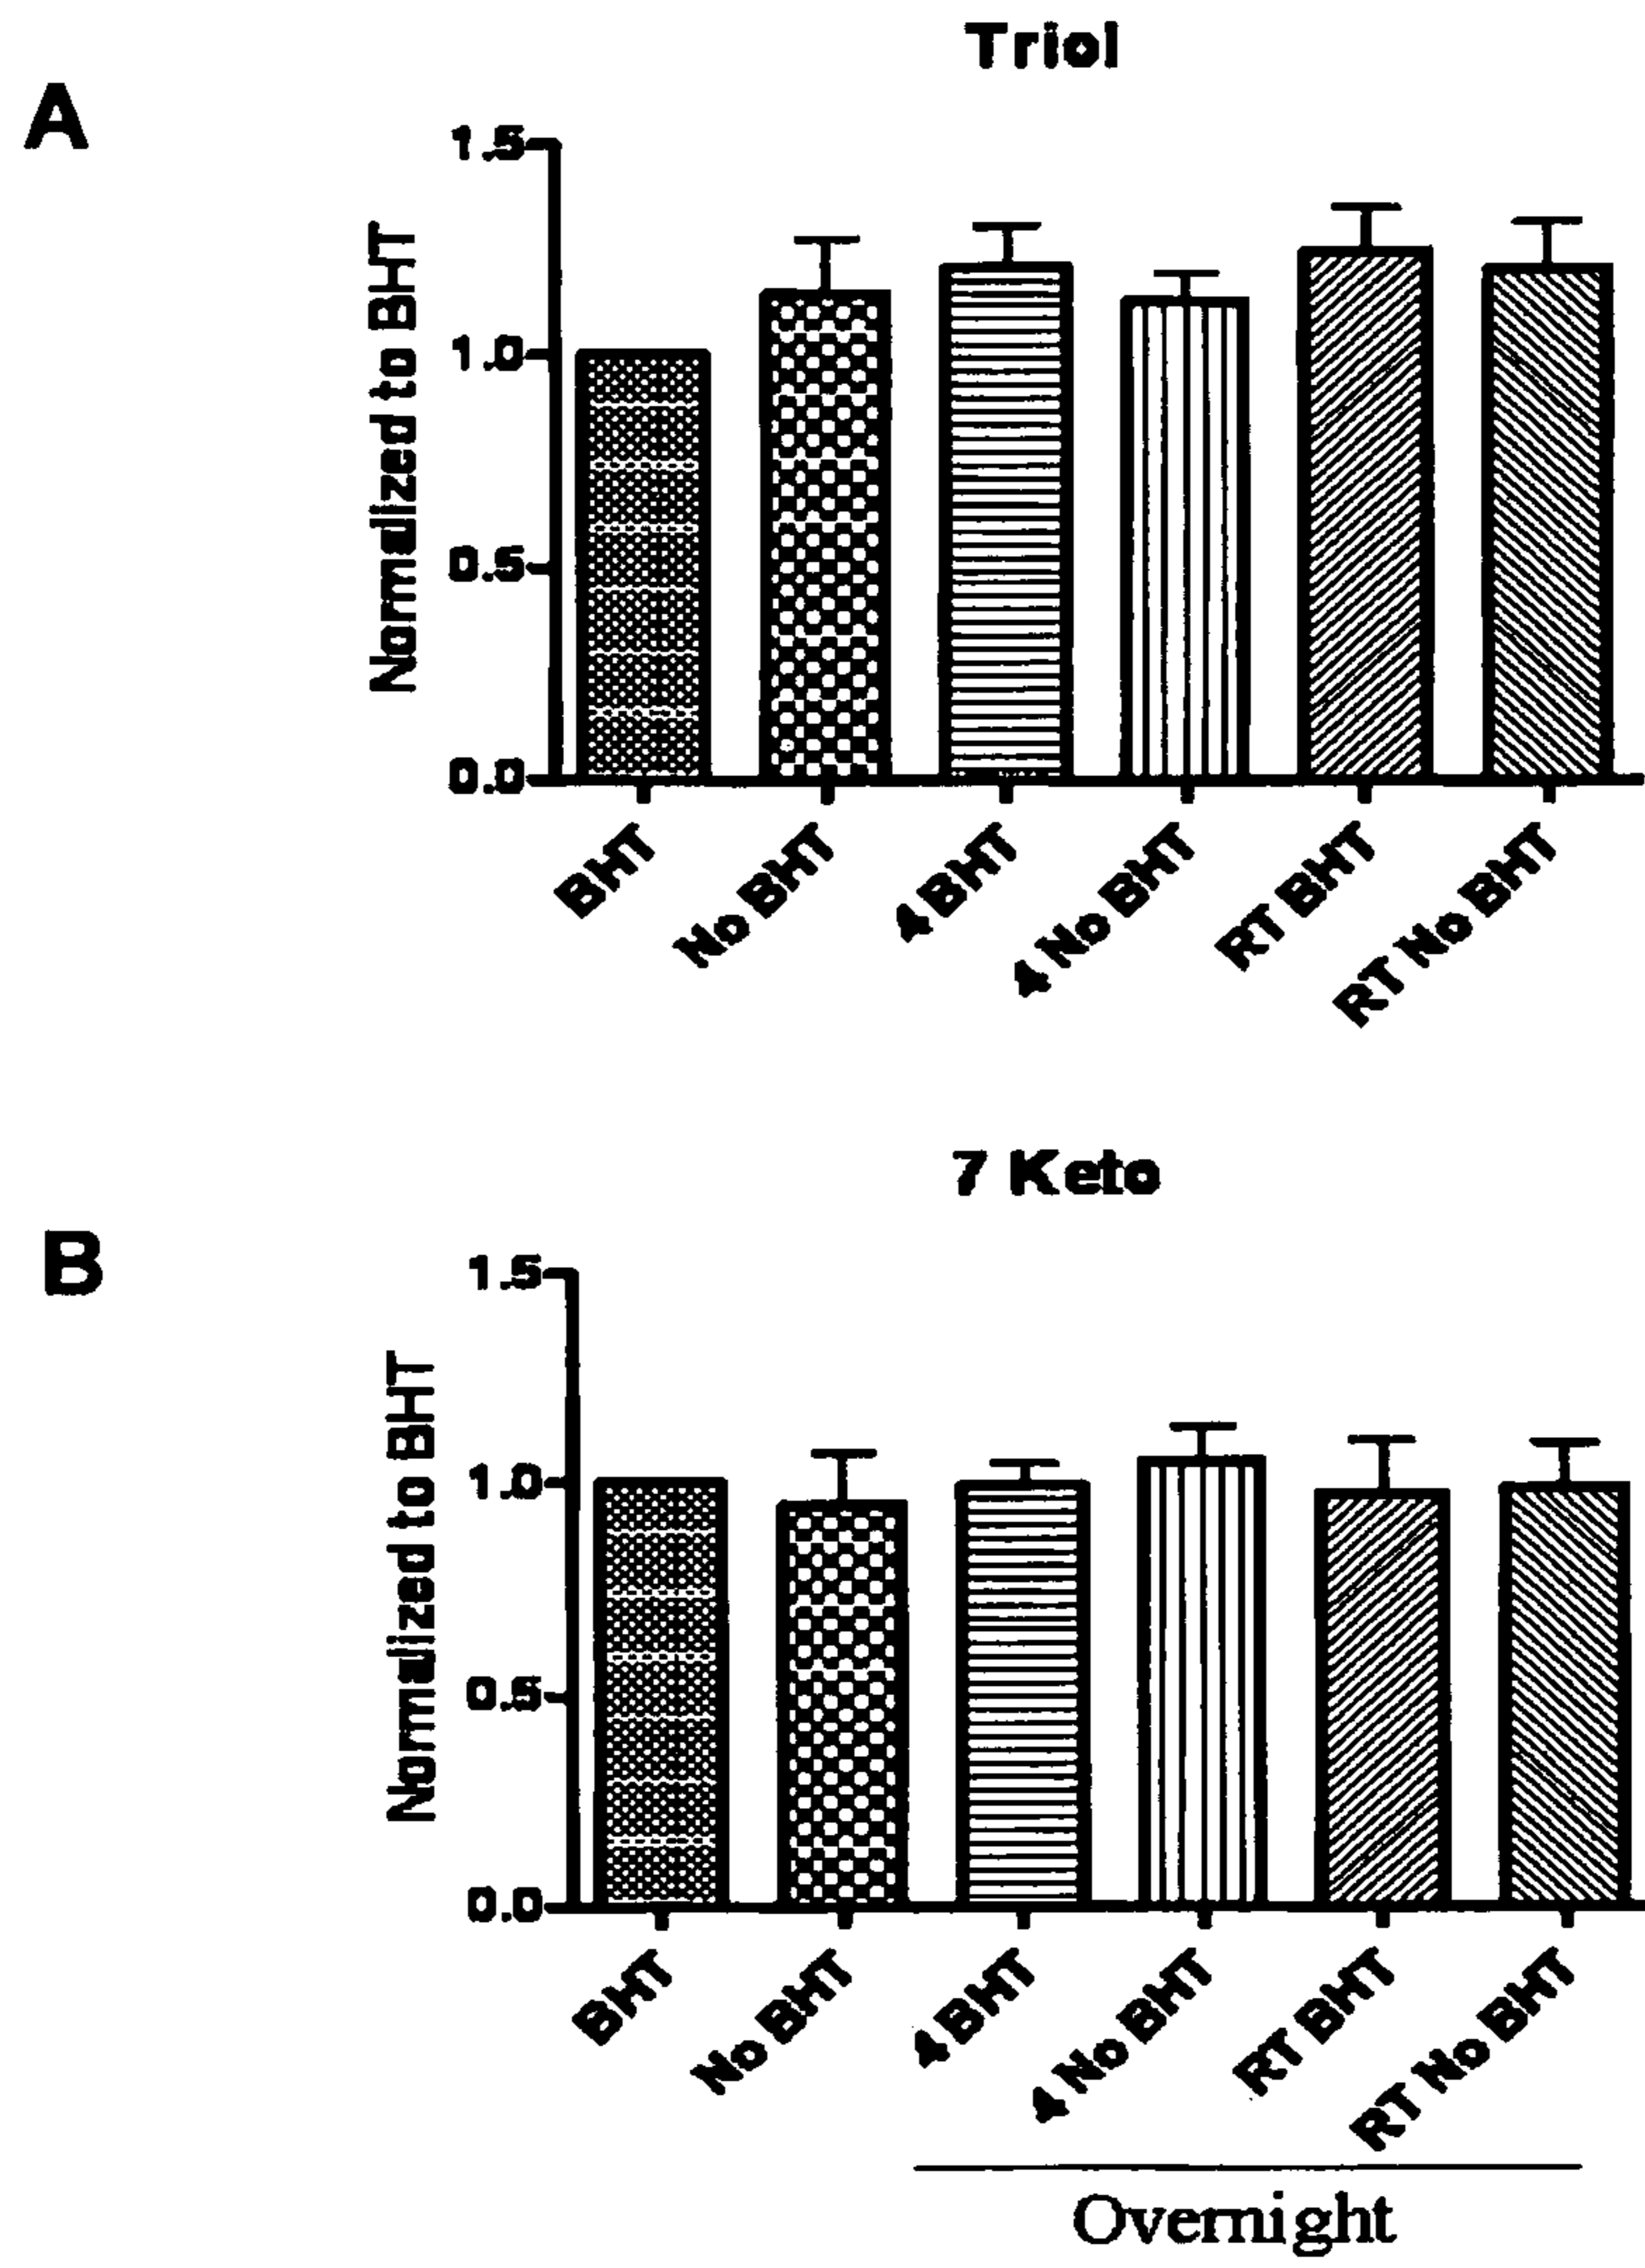 Triol
A
Normalized to BHT
1.5
1.0
0.5
0.0
BHT
No BHT
4 BHT
4 No BHT
RT BHT
RT No BHT
7 Keto
B
Normalized to BHT
1.5
1.0
0.5
0.0
BHT
No BHT
4 BHT
4 No BHT
RT BHT
RT No BHT
Overnight